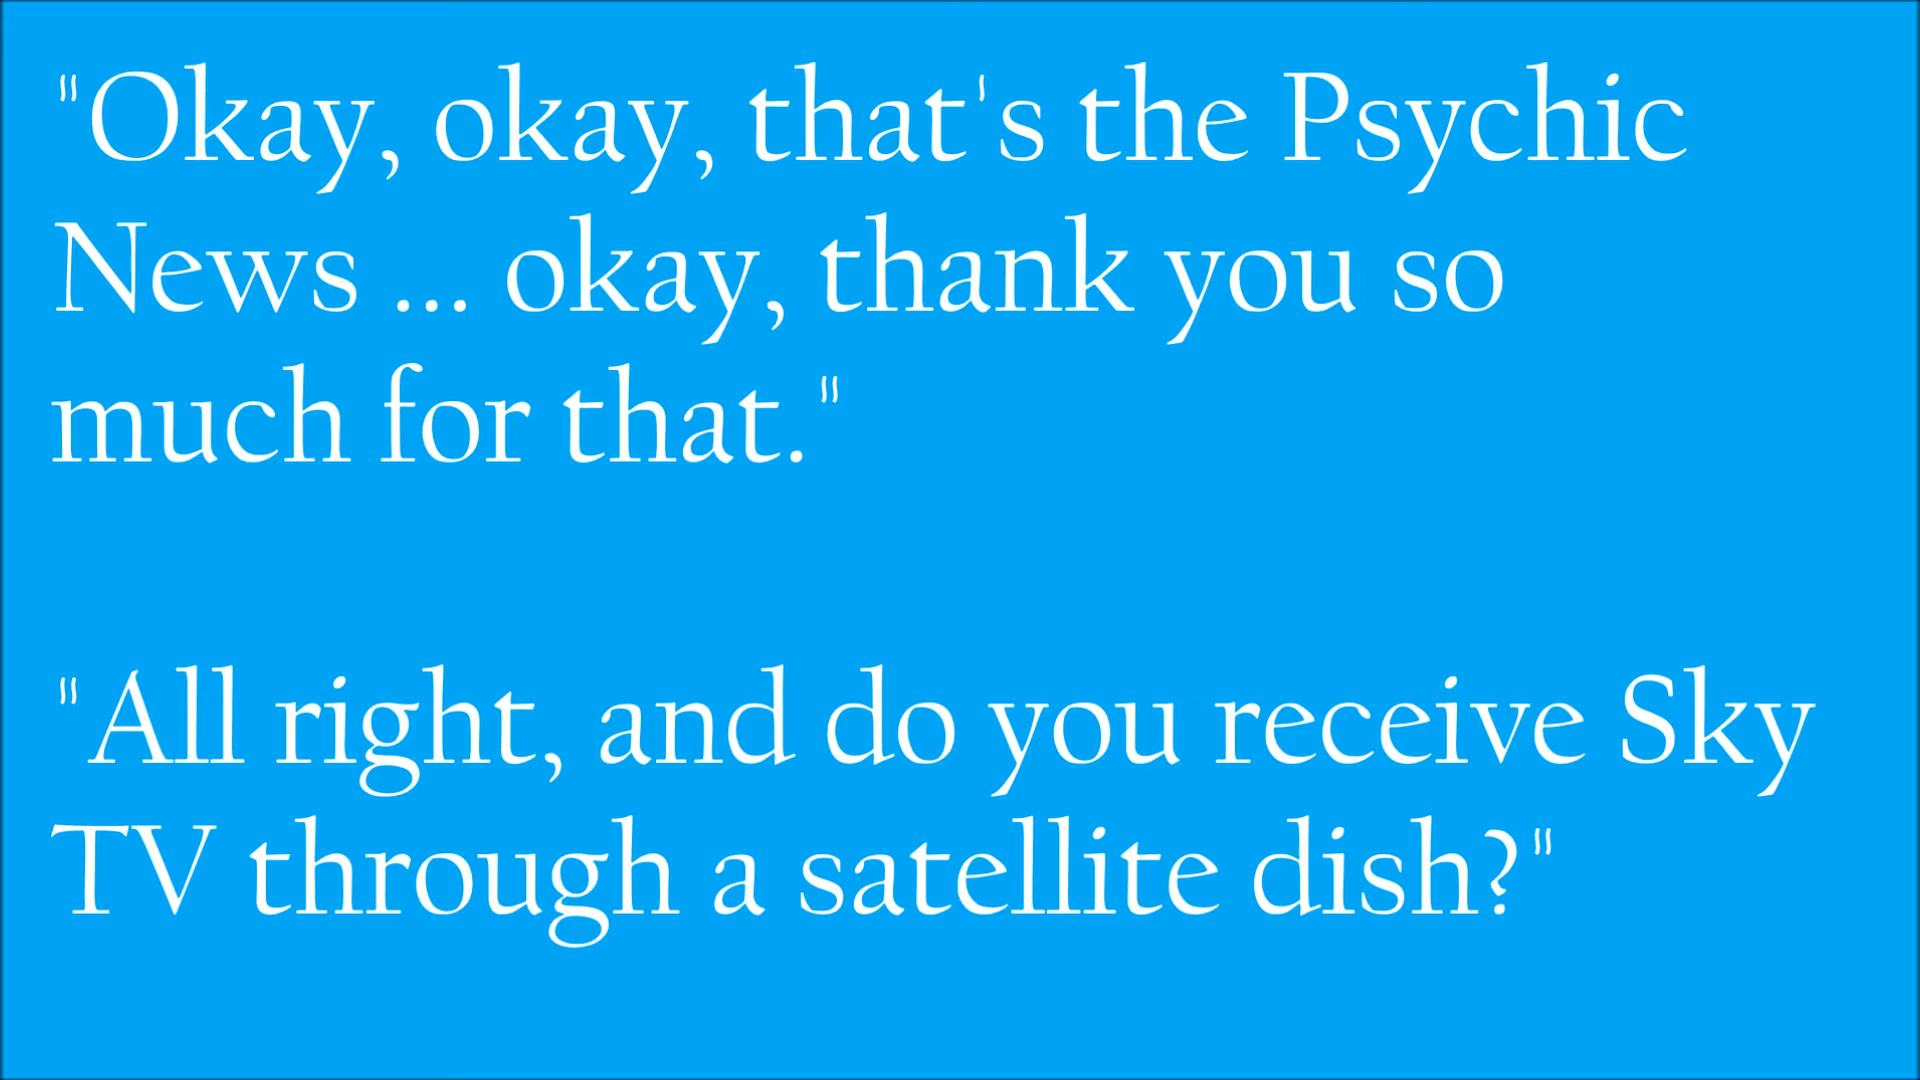 "Okay, okay, that's the Psychic
News ... okay, thank you so
much for that."
"All right, and do you receive Sky
TV through a satellite dish?"